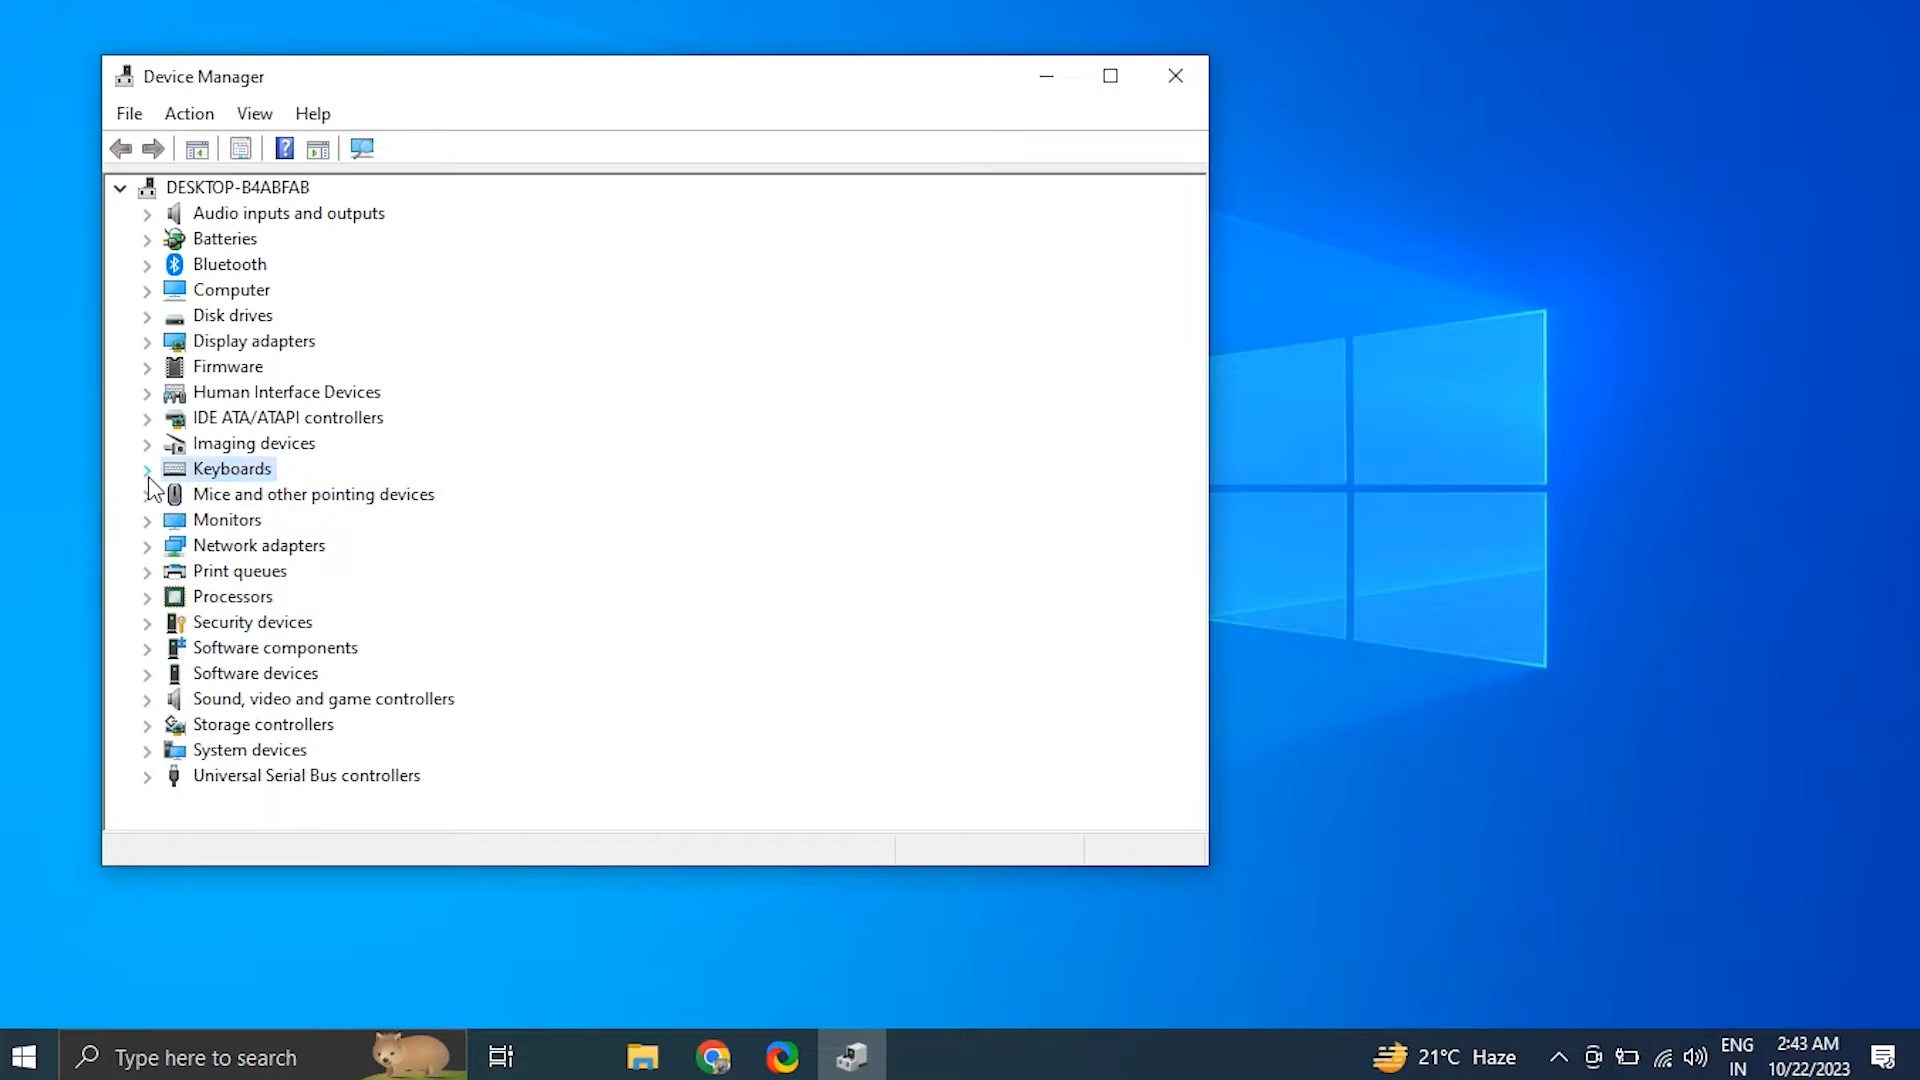 Device Manager
File Action View Help
DESKTOP-B4ABFAB
Audio inputs and outputs
Batteries
Bluetooth
Computer
Disk drives
Display adapters
Firmware
Human Interface Devices
IDE ATA/ATAPI controllers
Imaging devices
Keyboards
Mice and other pointing devices
Monitors
Network adapters
Print queues
Processors
Security devices
Software components
Software devices
Sound, video and game controllers
Storage controllers
System devices
Universal Serial Bus controllers
Type here to search
21°C Haze
ENG
IN
2:43 AM
10/22/2023